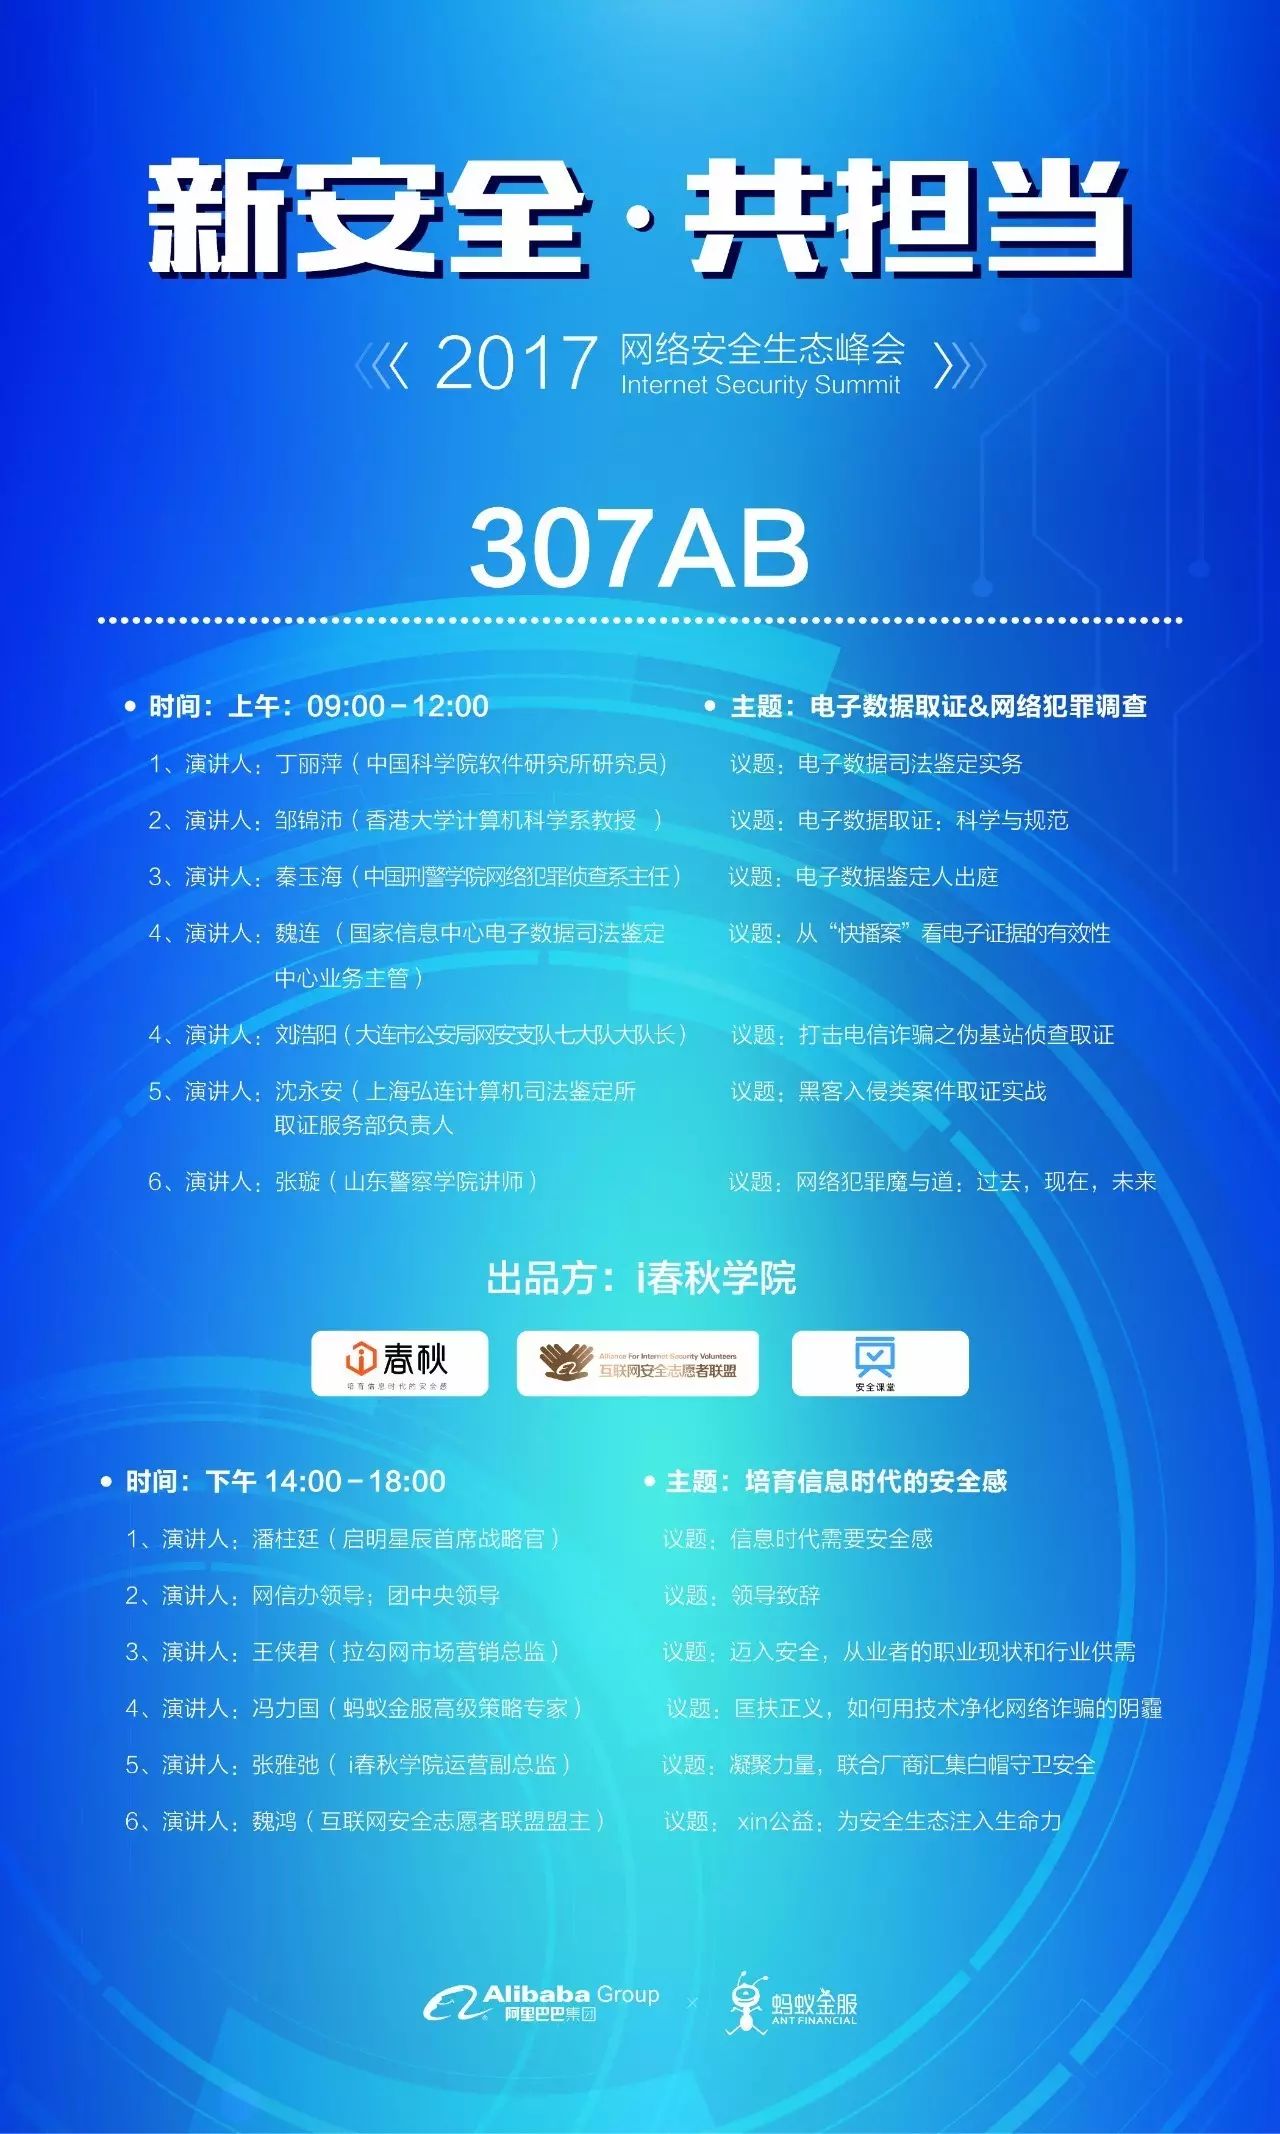 新安全·共担当
2017 网络安全生态峰会
Internet Security Summit
307AB
时间：上午：09:00-12:00 主题：电子数据取证&网络犯罪调查
1、演讲人：丁丽萍（中国科学院软件研究所研究员） 议题：电子数据司法鉴定实务
2、演讲人：邹锦沛（香港大学计算机科学系教授 ） 议题：电子数据取证：科学与规范
3、演讲人：秦玉海（中国刑警学院网络犯罪侦查系主任） 议题：电子数据鉴定人出庭
4、演讲人：魏连（国家信息中心电子数据司法鉴定 议题：从“快播案”看电子证据的有效性
中心业务主管）
4、演讲人：刘浩阳（大连市公安局网安支队七大队大队长） 议题：打击电信诈骗之伪基站侦查取证
5、演讲人：沈永安（上海弘连计算机司法鉴定所 议题：黑客入侵类案件取证实战
取证服务部负责人
6、演讲人：张璇（山东警察学院讲师） 议题：网络犯罪魔与道：过去，现在，未来
出品方：i春秋学院
i春秋
培育信息时代的安全感
Alliance For Internet Security Volunteers
互联网安全志愿者联盟
安全课堂
时间：下午 14:00-18:00 主题：培育信息时代的安全感
1、演讲人：潘柱廷（启明星辰首席战略官） 议题：信息时代需要安全感
2、演讲人：网信办领导；团中央领导 议题：领导致辞
3、演讲人：王侠君（拉勾网市场营销总监） 议题：迈入安全，从业者的职业现状和行业供需
4、演讲人：冯力国（蚂蚁金服高级策略专家） 议题：匡扶正义，如何用技术净化网络诈骗的阴霾
5、演讲人：张雅弛（ i春秋学院运营副总监） 议题：凝聚力量，联合厂商汇集白帽守卫安全
6、演讲人：魏鸿（互联网安全志愿者联盟盟主） 议题： xin公益：为安全生态注入生命力
Alibaba Group
阿里巴巴集团
×
蚂蚁金服
ANT FINANCIAL